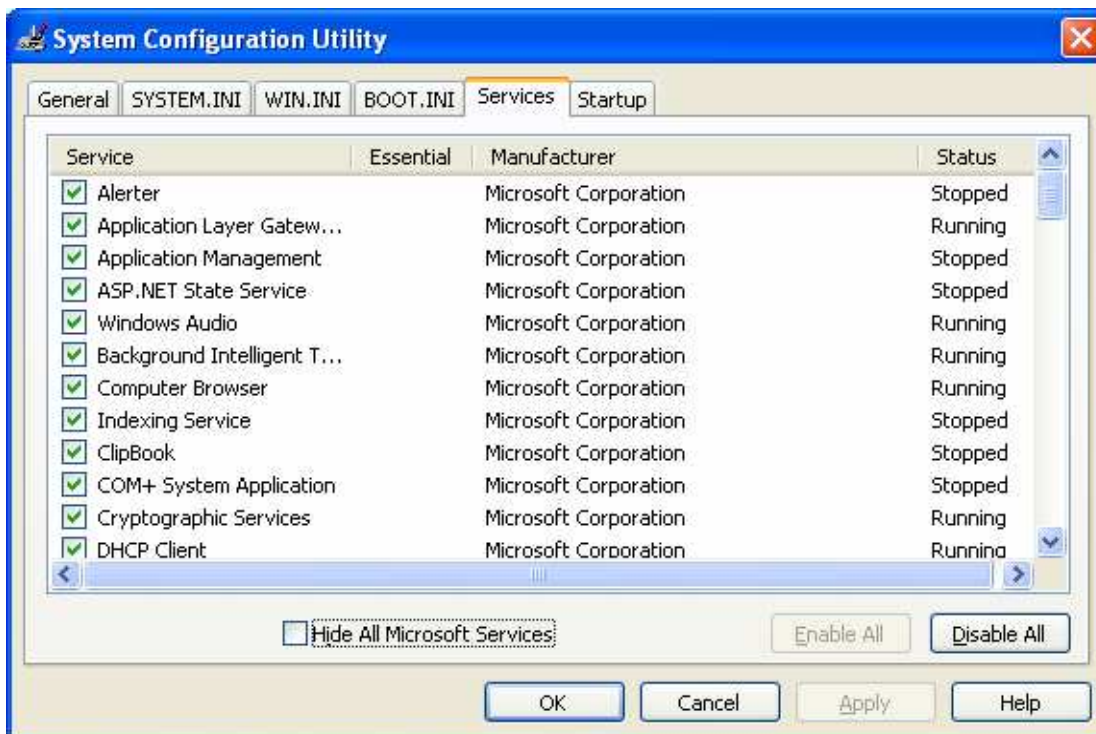 System Configuration Utility
General SYSTEM.INI WIN.INI BOOT.INI Services Startup
Service Essential Manufacturer Status
Alerter Microsoft Corporation Stopped
Application Layer Gatew... Microsoft Corporation Running
Application Management Microsoft Corporation Stopped
ASP.NET State Service Microsoft Corporation Stopped
Windows Audio Microsoft Corporation Running
Background Intelligent T... Microsoft Corporation Running
Computer Browser Microsoft Corporation Running
Indexing Service Microsoft Corporation Stopped
ClipBook Microsoft Corporation Stopped
COM+ System Application Microsoft Corporation Stopped
Cryptographic Services Microsoft Corporation Running
DHCP Client Microsoft Corporation Running
Hide All Microsoft Services Enable All Disable All
OK Cancel Apply Help